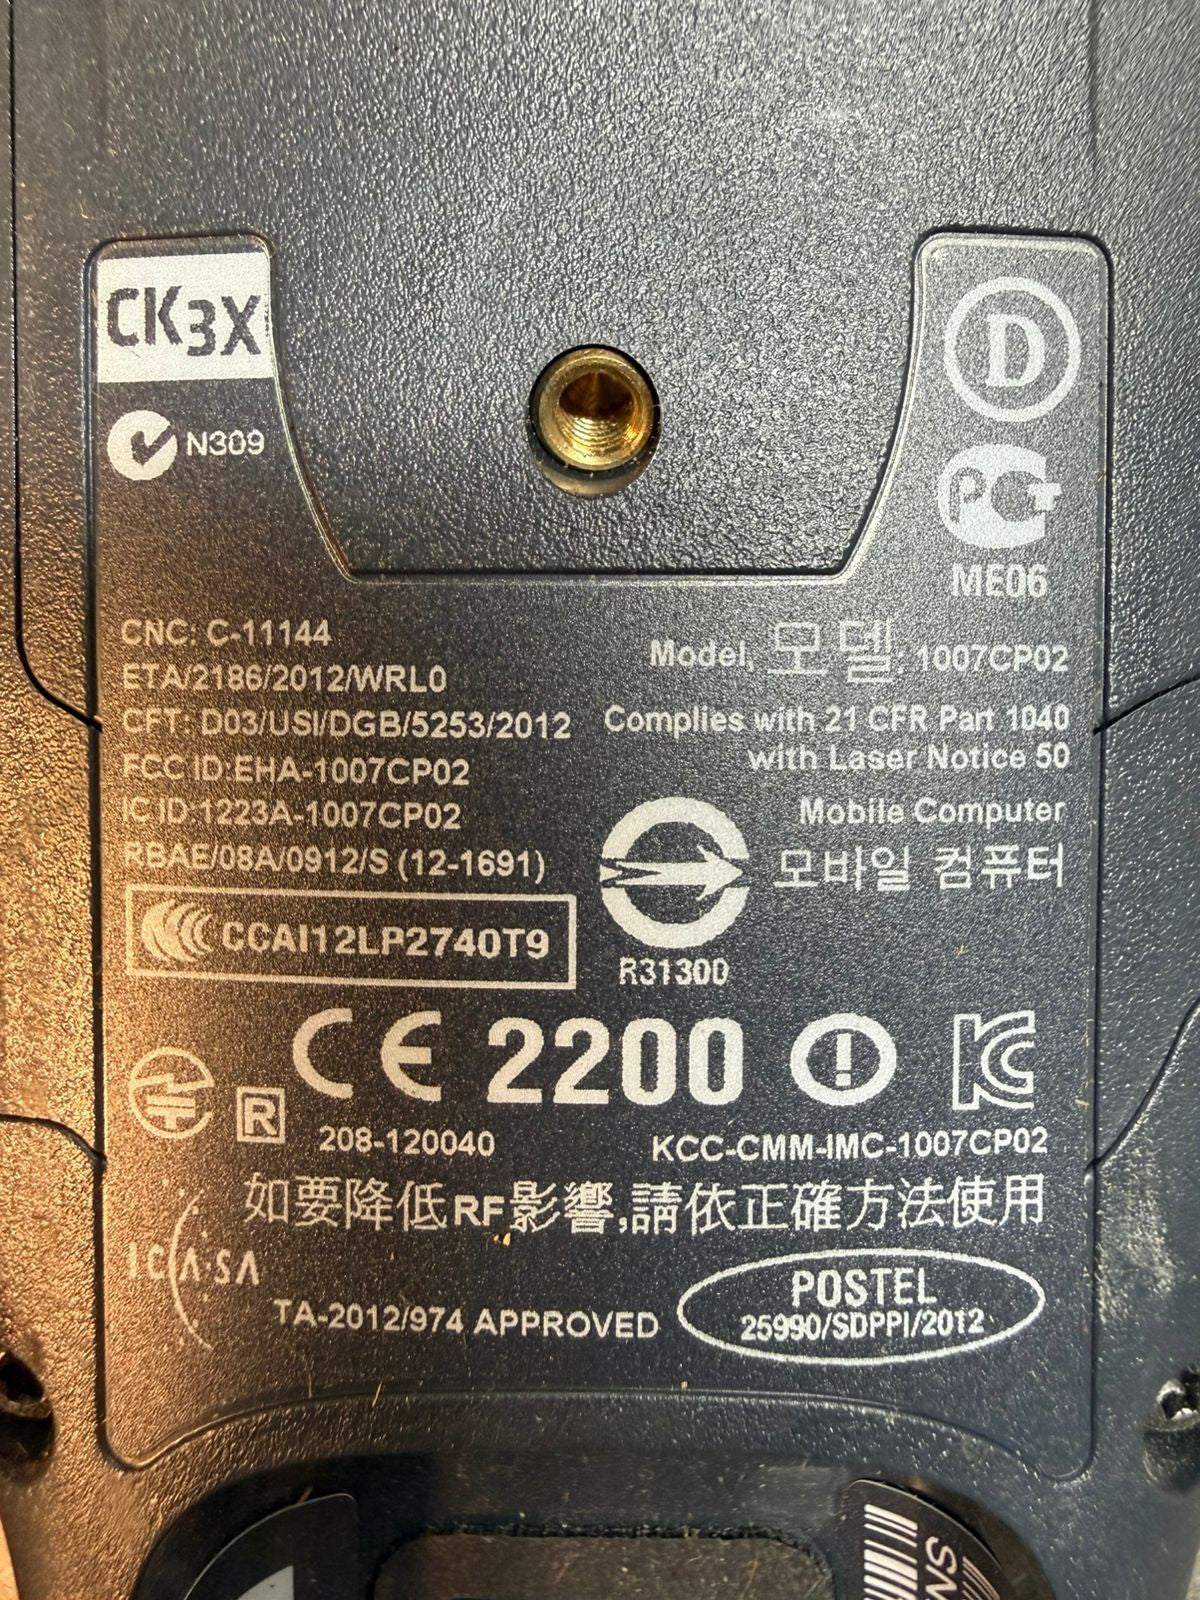 CK3X
N309
D
PCT
ME06
CNC: C-11144
ETA/2186/2012/WRLO
CFT: D03/USI/DGB/5253/2012
FCC ID:EHA-1007CP02
IC ID:1223A-1007CP02
RBAE/08A/0912/S (12-1691)
CCAI12LP2740T9
Model, 모델, 1007CP02
Complies with 21 CFR Part 1040
with Laser Notice 50
Mobile Computer
모바일 컴퓨터
R31300
CE 2200
R
208-120040
KC
KCC-CMM-IMC-1007CP02
如要降低RF影響,請依正確方法使用
ICASA
TA-2012/974 APPROVED
POSTEL
25990/SDPPI/2012
SN